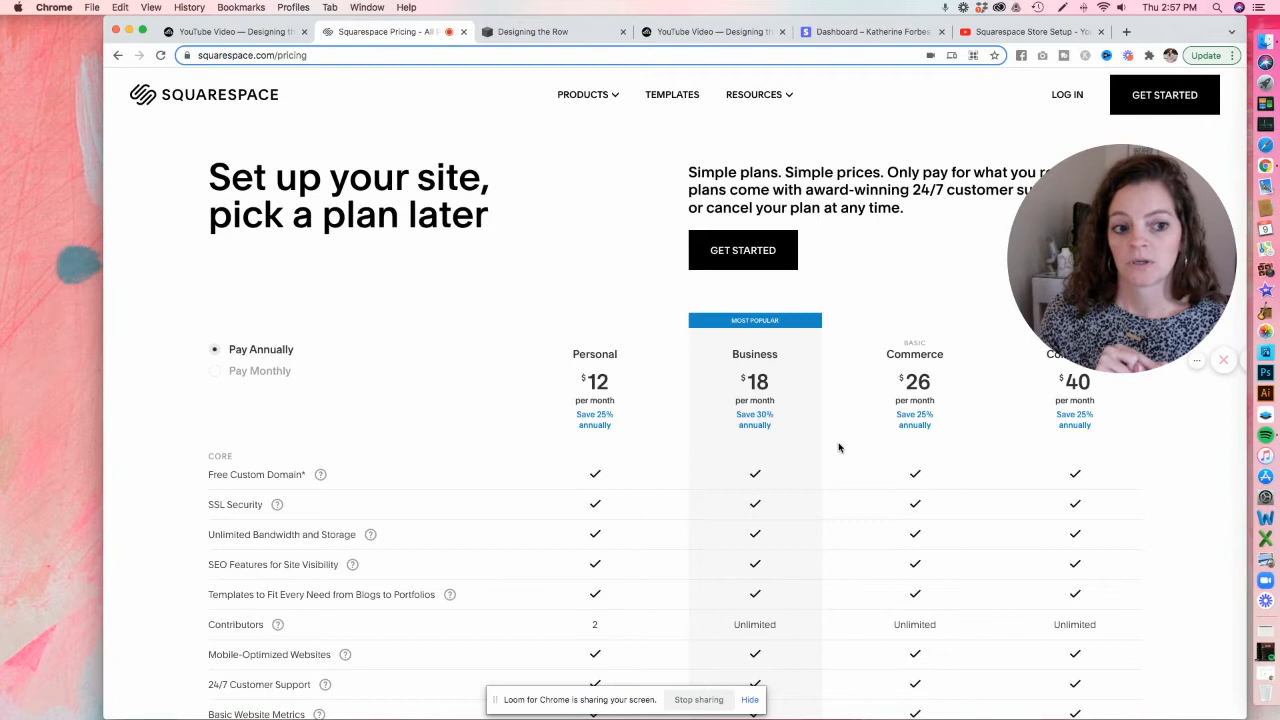 Chrome File Edit View History Bookmarks Profiles Tab Window Help
Thu 2:57 PM
YouTube Video — Designing the
Squarespace Pricing - All P
Designing the Row
YouTube Video — Designing th
Dashboard – Katherine Forbes
Squarespace Store Setup - Yo
squarespace.com/pricing
Update
SQUARESPACE
PRODUCTS
TEMPLATES
RESOURCES
LOG IN
GET STARTED
Set up your site,
pick a plan later
Simple plans. Simple prices. Only pay for what you
plans come with award-winning 24/7 customer
or cancel your plan at any time.
GET STARTED
MOST POPULAR
Pay Annually
Pay Monthly
Personal
$12
per month
Save 25%
annually
Business
$18
per month
Save 30%
annually
BASIC
Commerce
$26
per month
Save 25%
annually
$40
per month
Save 25%
annually
CORE
Free Custom Domain* ?
SSL Security ?
Unlimited Bandwidth and Storage ?
SEO Features for Site Visibility ?
Templates to Fit Every Need from Blogs to Portfolios ?
Contributors ? 2 Unlimited Unlimited Unlimited
Mobile-Optimized Websites ?
24/7 Customer Support ?
Basic Website Metrics ?
Loom for Chrome is sharing your screen. Stop sharing Hide